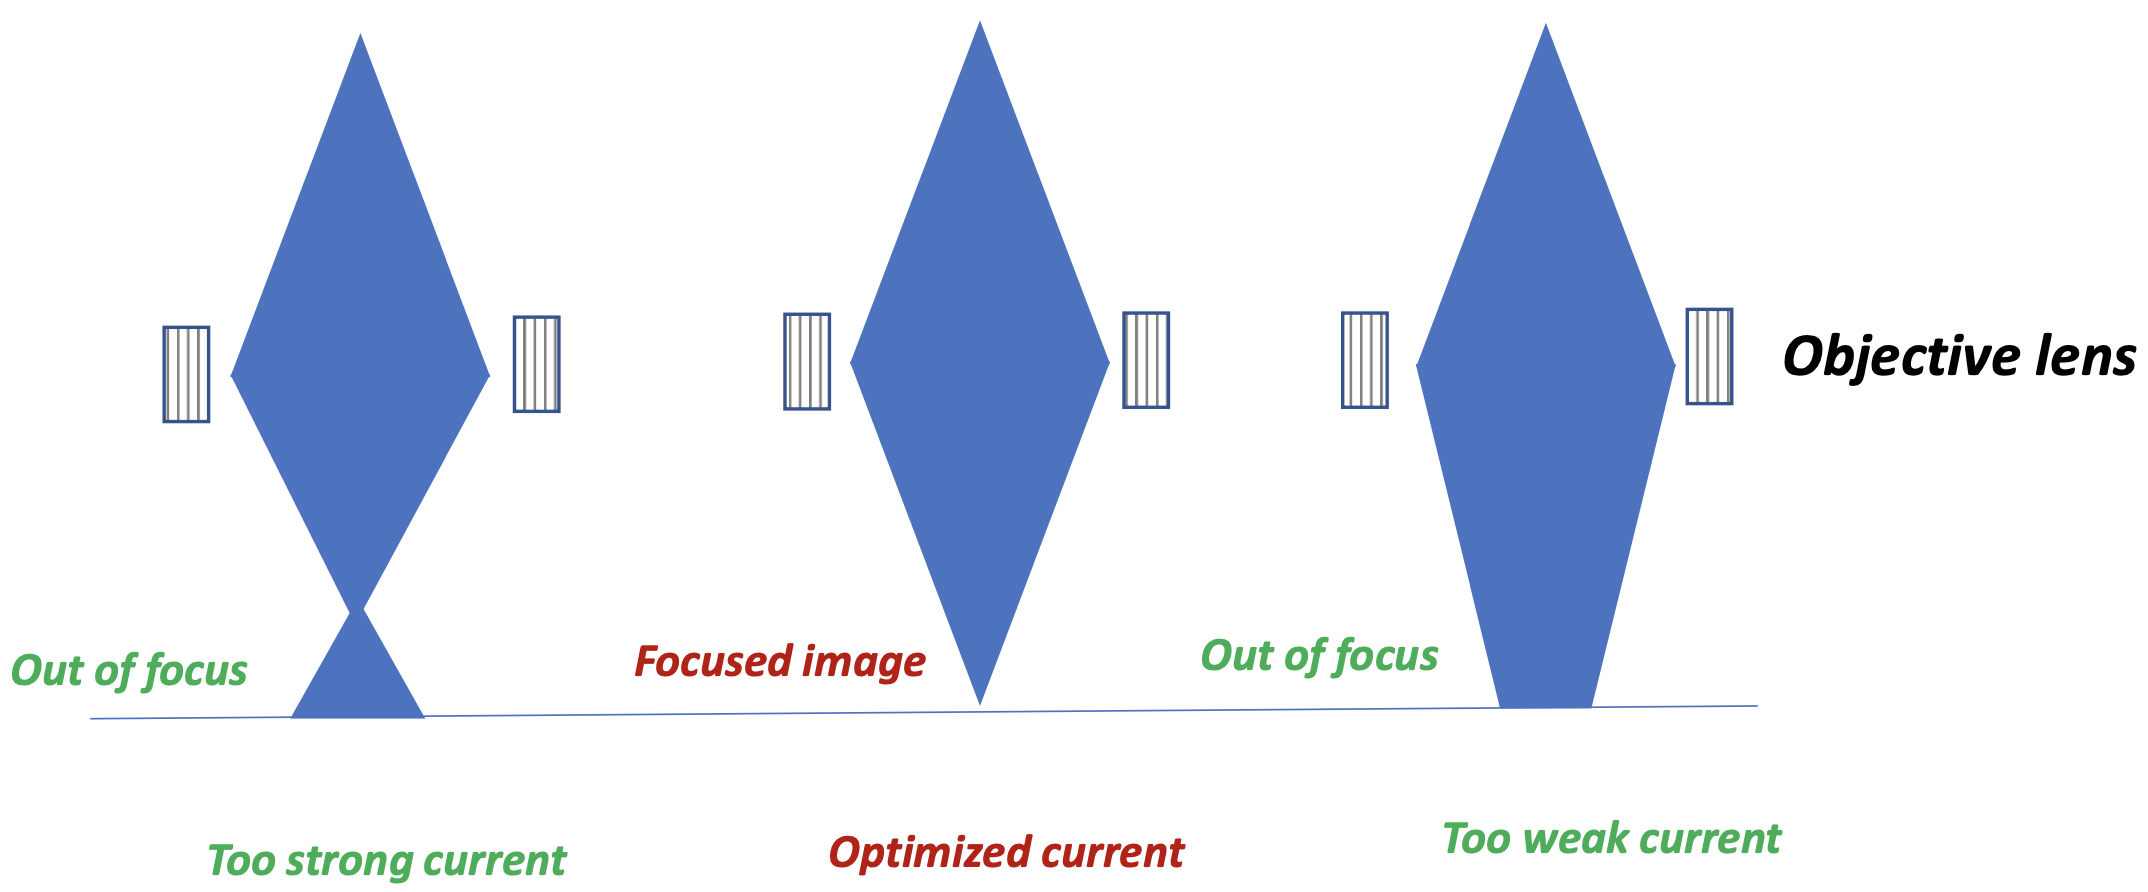 Objective lens
Out of focus
Focused image
Out of focus
Too strong current
Optimized current
Too weak current